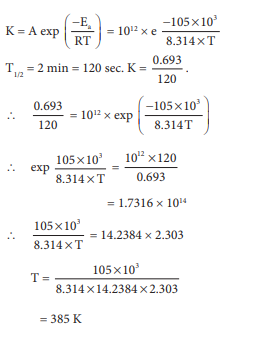 K = A exp (−Eₐ / RT) = 10¹² × e −105×10³ / 8.314×T
T₁/₂ = 2 min = 120 sec. K = 0.693 / 120 .
∴ 0.693 / 120 = 10¹² × exp (−105×10³ / 8.314T)
∴ exp 105×10³ / 8.314×T = 10¹² ×120 / 0.693
= 1.7316 × 10¹⁴
∴ 105×10³ / 8.314×T = 14.2384 × 2.303
T = 105×10³ / 8.314×14.2384×2.303
= 385 K